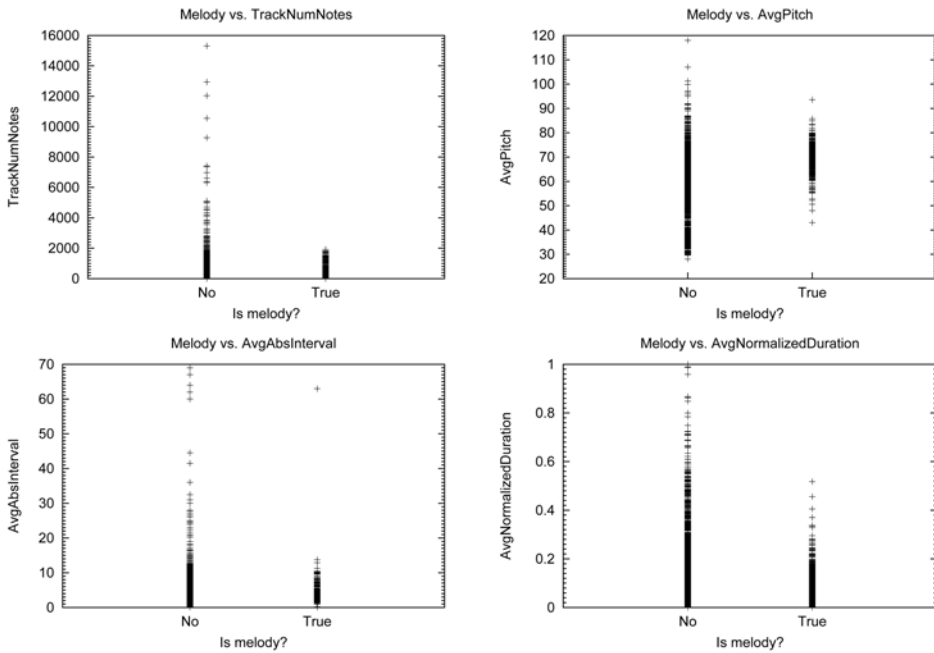 Melody vs. TrackNumNotes
16000
14000
12000
10000
8000
6000
4000
2000
0
TrackNumNotes
No True
Is melody?
Melody vs. AvgPitch
120
110
100
90
80
70
60
50
40
30
20
AvgPitch
No True
Is melody?
Melody vs. AvgAbsInterval
70
60
50
40
30
20
10
0
AvgAbsInterval
No True
Is melody?
Melody vs. AvgNormalizedDuration
1
0.8
0.6
0.4
0.2
0
AvgNormalizedDuration
No True
Is melody?